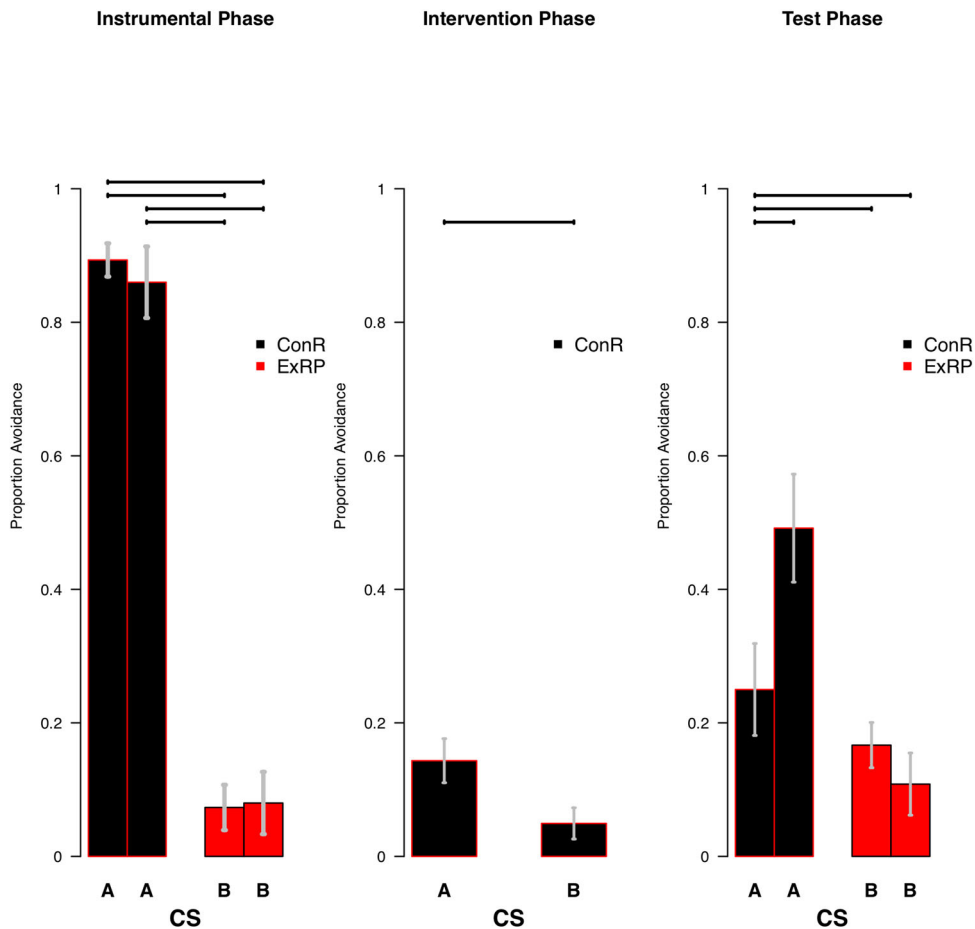 Instrumental Phase
Proportion Avoidance
1
0.8
0.6
0.4
0.2
0
ConR
ExRP
A A B B
CS
Intervention Phase
Proportion Avoidance
1
0.8
0.6
0.4
0.2
0
ConR
A B
CS
Test Phase
Proportion Avoidance
1
0.8
0.6
0.4
0.2
0
ConR
ExRP
A A B B
CS